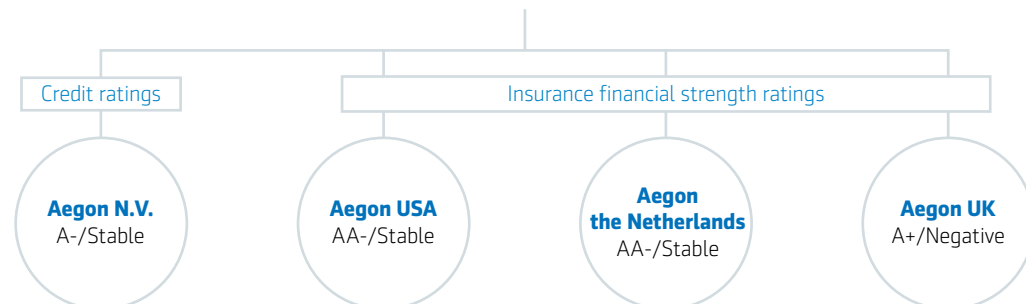 Credit ratings
Insurance financial strength ratings
Aegon N.V.
A-/Stable
Aegon USA
AA-/Stable
Aegon
the Netherlands
AA-/Stable
Aegon UK
A+/Negative